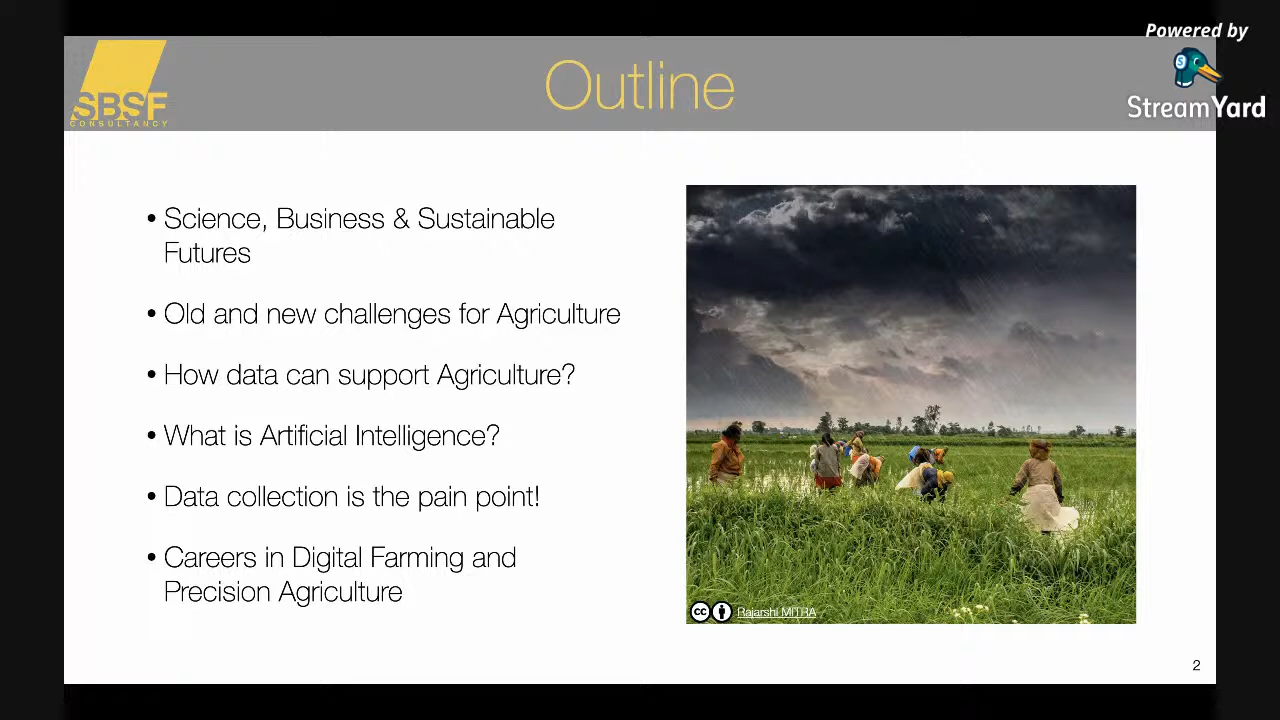 Powered by
StreamYard
SBSF
CONSULTANCY
Outline
• Science, Business & Sustainable
Futures
• Old and new challenges for Agriculture
• How data can support Agriculture?
• What is Artificial Intelligence?
• Data collection is the pain point!
• Careers in Digital Farming and
Precision Agriculture
cc
Rajarshi MITRA
2